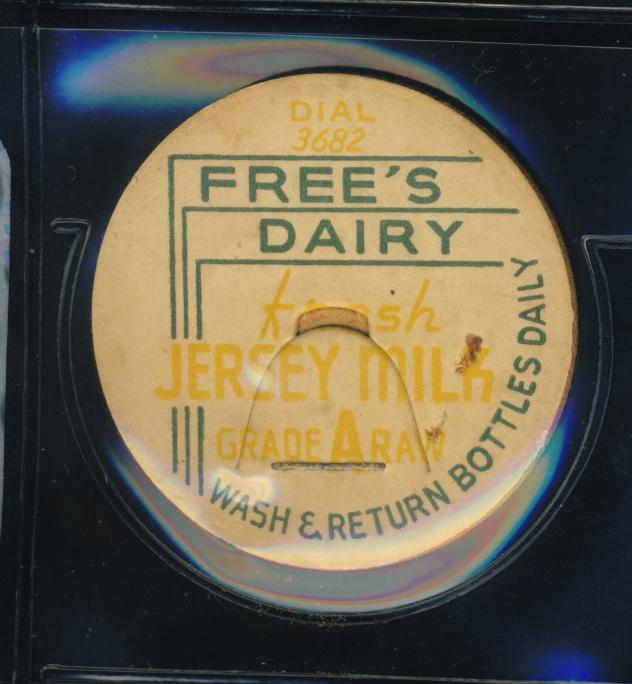 DIAL
3682
FREE'S
DAIRY
fresh
JERSEY MILK
GRADE A RAW
WASH & RETURN BOTTLES DAILY